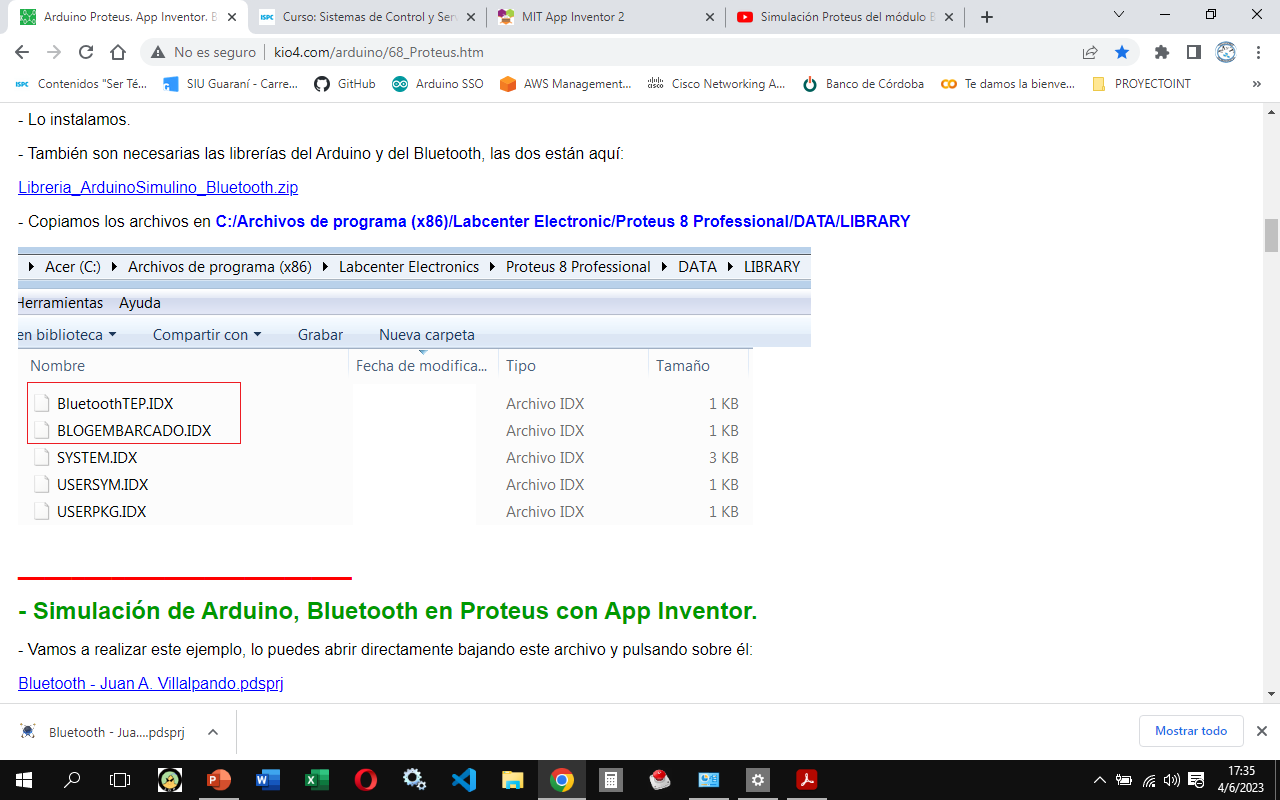 Arduino Proteus. App Inventor. B
Curso: Sistemas de Control y Serv
MIT App Inventor 2
Simulación Proteus del módulo B
No es seguro
kio4.com/arduino/68_Proteus.htm
Contenidos "Ser Té...
SIU Guaraní - Carre...
GitHub
Arduino SSO
AWS Management...
Cisco Networking A...
Banco de Córdoba
Te damos la bienve...
PROYECTOINT
»
- Lo instalamos.
- También son necesarias las librerías del Arduino y del Bluetooth, las dos están aquí:
Libreria_ArduinoSimulino_Bluetooth.zip
- Copiamos los archivos en C:/Archivos de programa (x86)/Labcenter Electronic/Proteus 8 Professional/DATA/LIBRARY
Acer (C:) Archivos de programa (x86) Labcenter Electronics Proteus 8 Professional DATA LIBRARY
Herramientas Ayuda
en biblioteca Compartir con Grabar Nueva carpeta
Nombre Fecha de modifica... Tipo Tamaño
BluetoothTEP.IDX Archivo IDX 1 KB
BLOGEMBARCADO.IDX Archivo IDX 1 KB
SYSTEM.IDX Archivo IDX 3 KB
USERSYM.IDX Archivo IDX 1 KB
USERPKG.IDX Archivo IDX 1 KB
- Simulación de Arduino, Bluetooth en Proteus con App Inventor.
- Vamos a realizar este ejemplo, lo puedes abrir directamente bajando este archivo y pulsando sobre él:
Bluetooth - Juan A. Villalpando.pdsprj
Bluetooth - Jua....pdsprj
Mostrar todo
17:35
4/6/2023